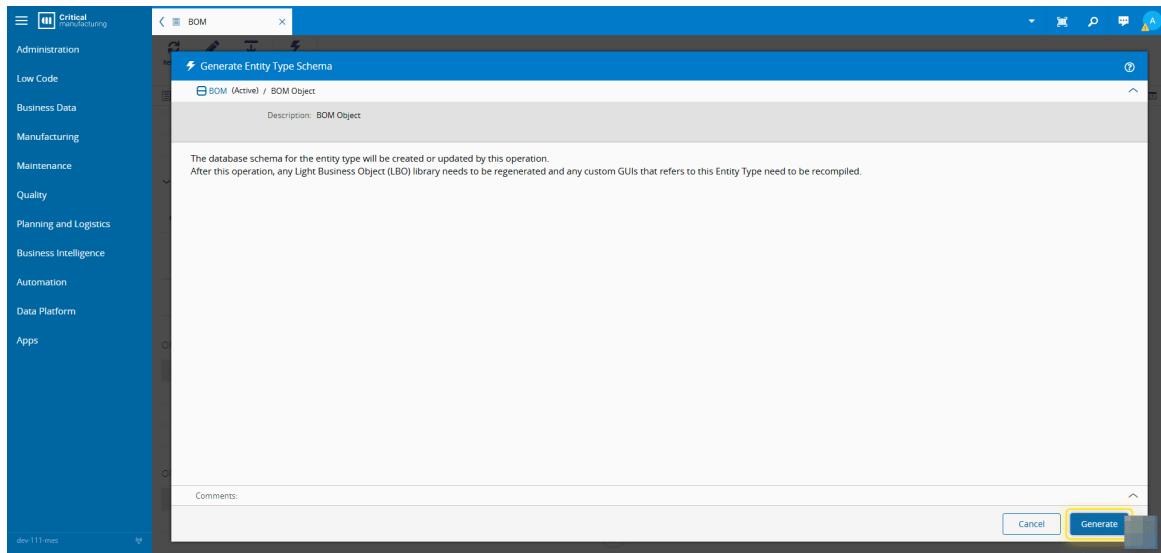 Critical
manufacturing
BOM
A
Administration
Low Code
Business Data
Manufacturing
Maintenance
Quality
Planning and Logistics
Business Intelligence
Automation
Data Platform
Apps
dev-111-mes
Generate Entity Type Schema
BOM (Active) / BOM Object
Description: BOM Object
The database schema for the entity type will be created or updated by this operation.
After this operation, any Light Business Object (LBO) library needs to be regenerated and any custom GUIs that refers to this Entity Type need to be recompiled.
Comments:
Cancel
Generate